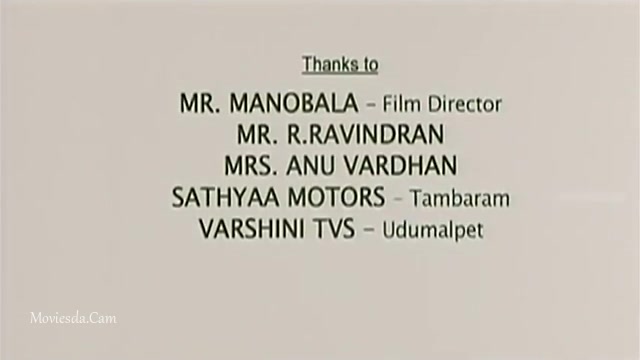 Thanks to
MR. MANOBALA – Film Director
MR. R.RAVINDRAN
MRS. ANU VARDHAN
SATHYAA MOTORS – Tambaram
VARSHINI TVS – Udumalpet
Moviesda.Cam